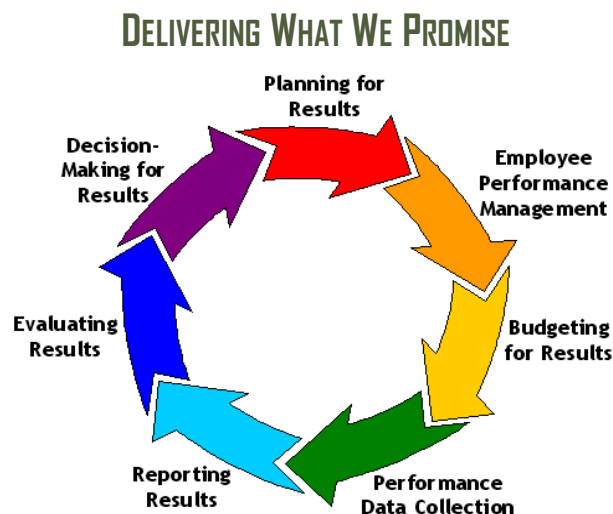 DELIVERING WHAT WE PROMISE
Planning for
Results
Employee
Performance
Management
Budgeting
for Results
Performance
Data Collection
Reporting
Results
Evaluating
Results
Decision-
Making for
Results